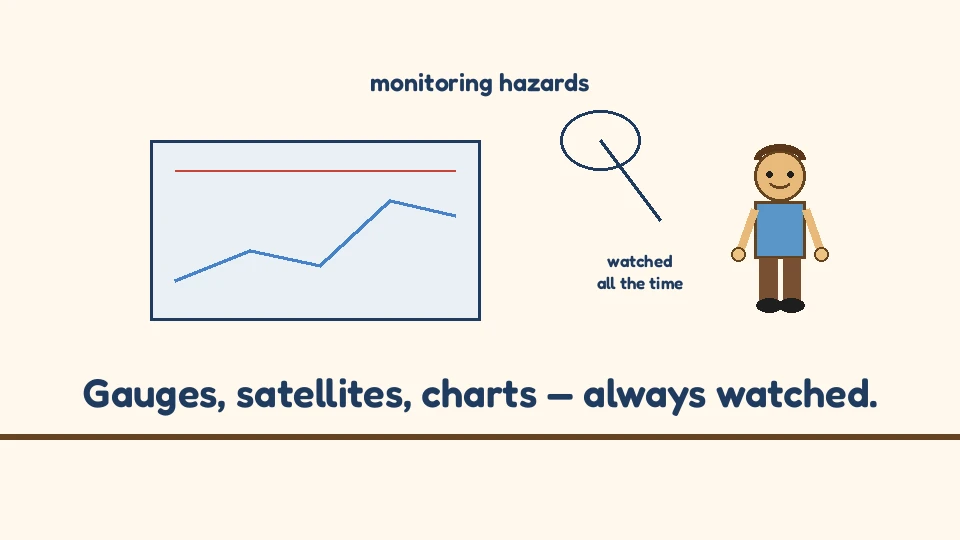 monitoring hazards
watched
all the time
Gauges, satellites, charts — always watched.